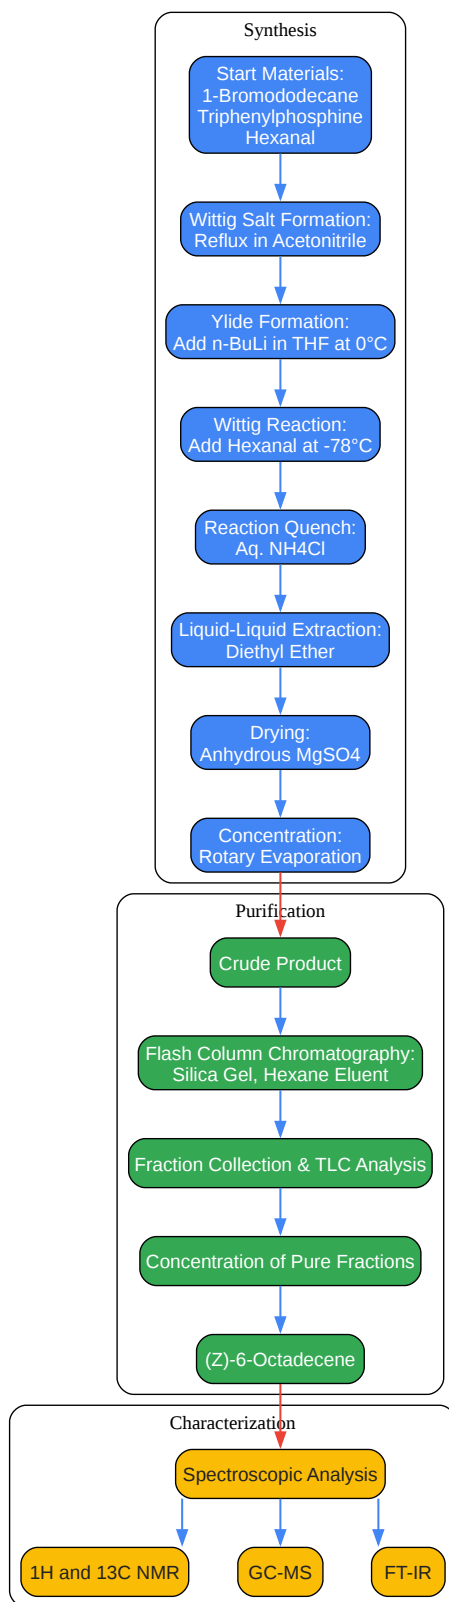 Synthesis
Start Materials:
1-Bromododecane
Triphenylphosphine
Hexanal
Wittig Salt Formation:
Reflux in Acetonitrile
Ylide Formation:
Add n-BuLi in THF at 0°C
Wittig Reaction:
Add Hexanal at -78°C
Reaction Quench:
Aq. NH4Cl
Liquid-Liquid Extraction:
Diethyl Ether
Drying:
Anhydrous MgSO4
Concentration:
Rotary Evaporation
Purification
Crude Product
Flash Column Chromatography:
Silica Gel, Hexane Eluent
Fraction Collection & TLC Analysis
Concentration of Pure Fractions
(Z)-6-Octadecene
Characterization
Spectroscopic Analysis
1H and 13C NMR
GC-MS
FT-IR